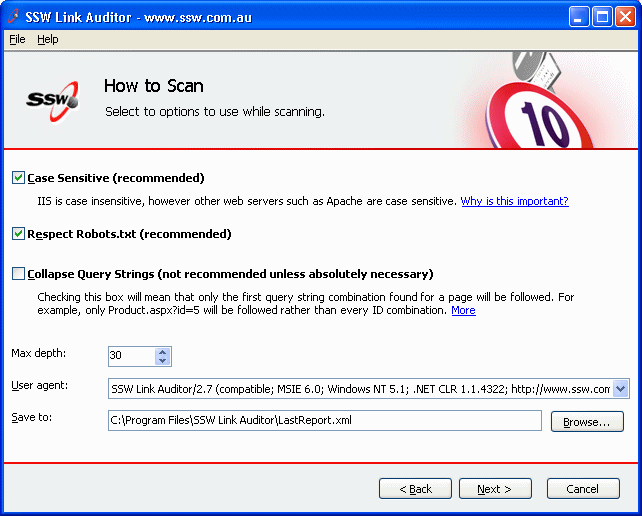 SSW Link Auditor - www.ssw.com.au
File Help
How to Scan
Select to options to use while scanning.
SSW
10
Case Sensitive (recommended)
IIS is case insensitive, however other web servers such as Apache are case sensitive. Why is this important?
Respect Robots.txt (recommended)
Collapse Query Strings (not recommended unless absolutely necessary)
Checking this box will mean that only the first query string combination found for a page will be followed. For
example, only Product.aspx?id=5 will be followed rather than every ID combination. More
Max depth: 30
User agent: SSW Link Auditor/2.7 (compatible; MSIE 6.0; Windows NT 5.1; .NET CLR 1.1.4322; http://www.ssw.com
Save to: C:\Program Files\SSW Link Auditor\LastReport.xml Browse...
< Back Next > Cancel